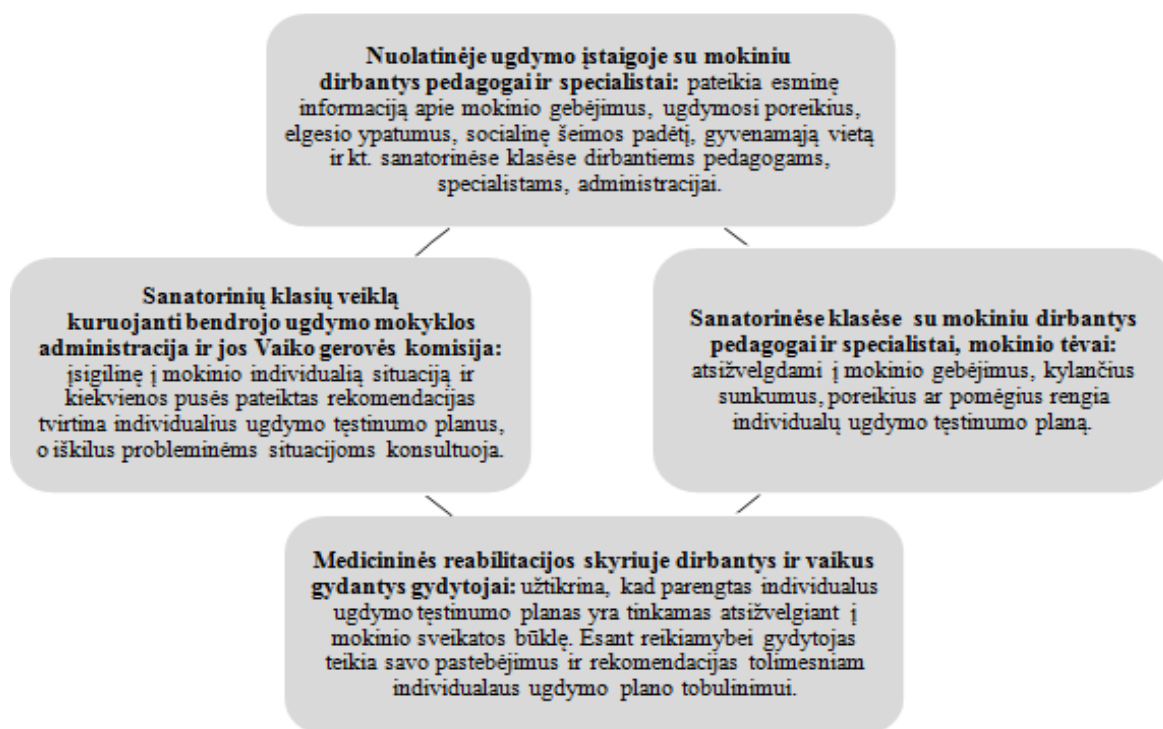 Nuolatinėje ugdymo įstaigoje su mokiniu
dirbantys pedagogai ir specialistai: pateikia esminę
informaciją apie mokinio gebėjimus, ugdymosi poreikius,
elgesio ypatumus, socialinę šeimos padėtį, gyvenamąją vietą
ir kt. sanatorinėse klasėse dirbantiems pedagogams,
specialistams, administracijai.
Sanatorinių klasių veiklą
kuruojanti bendrojo ugdymo mokyklos
administracija ir jos Vaiko gerovės komisija:
įsigilinę į mokinio individualią situaciją ir
kiekvienos pusės pateiktas rekomendacijas
tvirtina individualius ugdymo tęstinumo planus,
o iškilus probleminėms situacijoms konsultuoja.
Sanatorinėse klasėse su mokiniu dirbantys
pedagogai ir specialistai, mokinio tėvai:
atsižvelgdami į mokinio gebėjimus, kylančius
sunkumus, poreikius ar pomėgius rengia
individualų ugdymo tęstinumo planą.
Medicininės reabilitacijos skyriuje dirbantys ir vaikus
gydantys gydytojai: užtikrina, kad parengtas individualus
ugdymo tęstinumo planas yra tinkamas atsižvelgiant į
mokinio sveikatos būklę. Esant reikiamybei gydytojas
teikia savo pastebėjimus ir rekomendacijas tolimesniam
individualaus ugdymo plano tobulinimui.